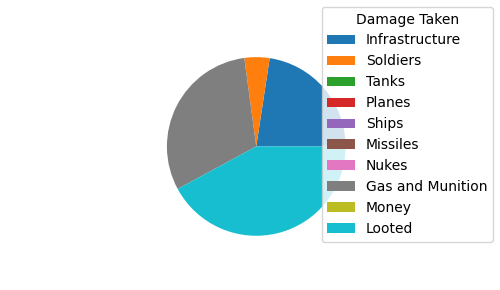 Damage Taken
Infrastructure
Soldiers
Tanks
Planes
Ships
Missiles
Nukes
Gas and Munition
Money
Looted